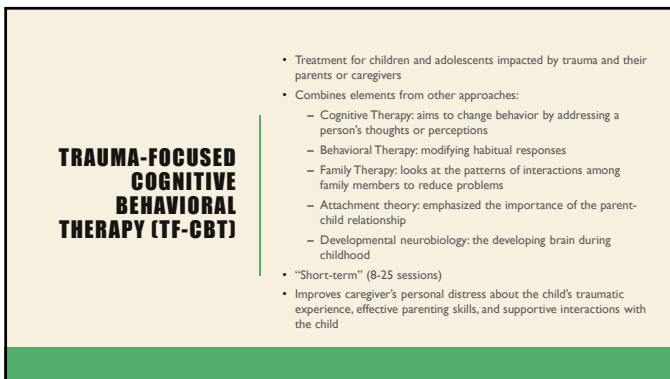 TRAUMA-FOCUSED
COGNITIVE
BEHAVIORAL
THERAPY (TF-CBT)
• Treatment for children and adolescents impacted by trauma and their
parents or caregivers
• Combines elements from other approaches:
– Cognitive Therapy: aims to change behavior by addressing a
person's thoughts or perceptions
– Behavioral Therapy: modifying habitual responses
– Family Therapy: looks at the patterns of interactions among
family members to reduce problems
– Attachment theory: emphasized the importance of the parent-
child relationship
– Developmental neurobiology: the developing brain during
childhood
• "Short-term" (8-25 sessions)
• Improves caregiver's personal distress about the child's traumatic
experience, effective parenting skills, and supportive interactions with
the child